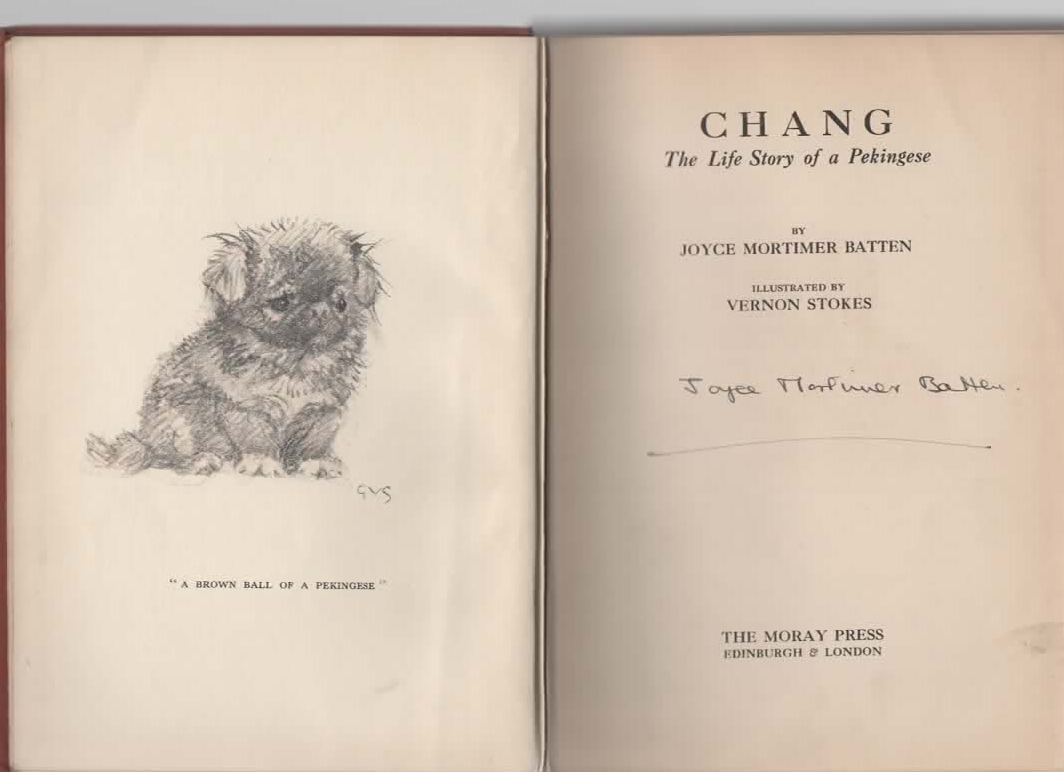 GVS
“ A BROWN BALL OF A PEKINGESE ”
CHANG
The Life Story of a Pekingese
BY
JOYCE MORTIMER BATTEN
ILLUSTRATED BY
VERNON STOKES
Joyce Mortimer Batten.
THE MORAY PRESS
EDINBURGH & LONDON